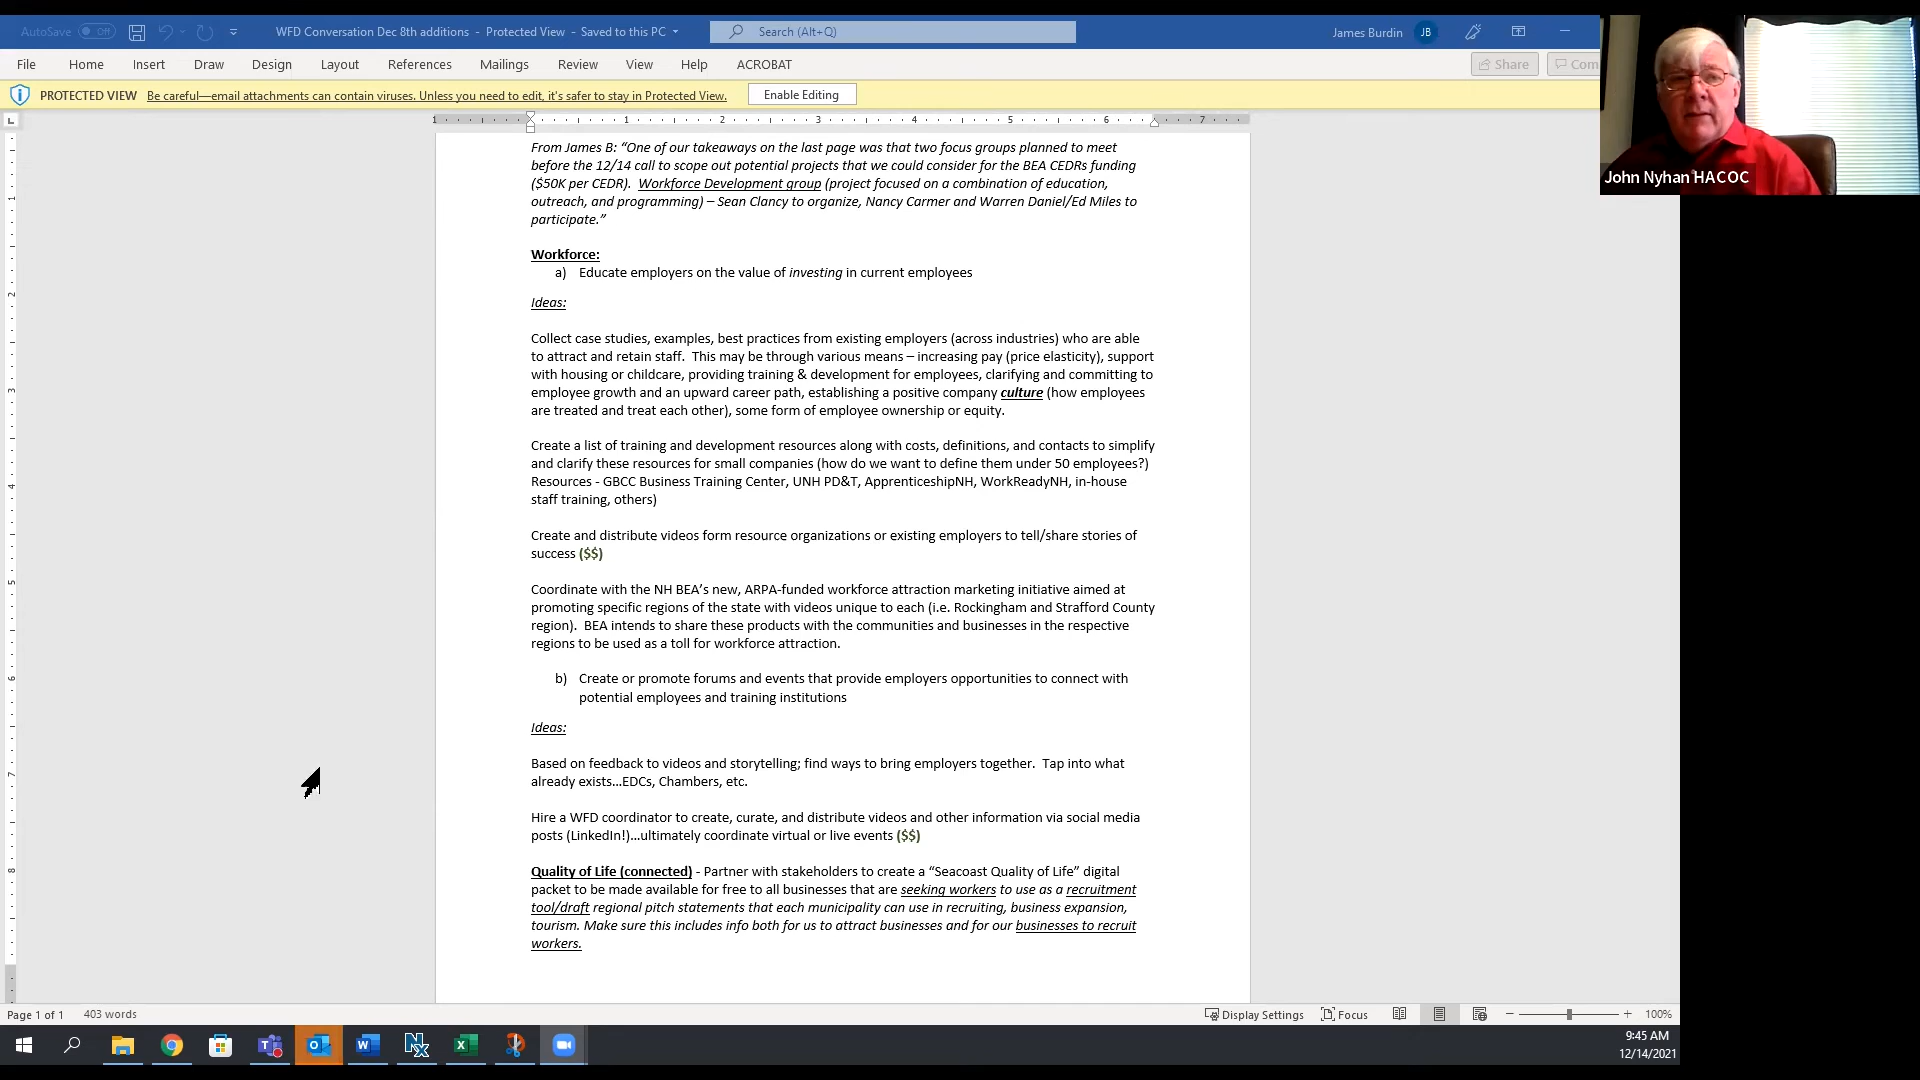 AutoSave Off
WFD Conversation Dec 8th additions - Protected View - Saved to this PC
Search (Alt+Q)
James Burdin JB
File Home Insert Draw Design Layout References Mailings Review View Help ACROBAT
Share Com
PROTECTED VIEW Be careful—email attachments can contain viruses. Unless you need to edit, it's safer to stay in Protected View. Enable Editing
John Nyhan HACOC
1 1 2 3 4 5 6 7
From James B: “One of our takeaways on the last page was that two focus groups planned to meet
before the 12/14 call to scope out potential projects that we could consider for the BEA CEDRs funding
($50K per CEDR). Workforce Development group (project focused on a combination of education,
outreach, and programming) – Sean Clancy to organize, Nancy Carmer and Warren Daniel/Ed Miles to
participate.”
Workforce:
a) Educate employers on the value of investing in current employees
Ideas:
Collect case studies, examples, best practices from existing employers (across industries) who are able
to attract and retain staff. This may be through various means – increasing pay (price elasticity), support
with housing or childcare, providing training & development for employees, clarifying and committing to
employee growth and an upward career path, establishing a positive company culture (how employees
are treated and treat each other), some form of employee ownership or equity.
Create a list of training and development resources along with costs, definitions, and contacts to simplify
and clarify these resources for small companies (how do we want to define them under 50 employees?)
Resources - GBCC Business Training Center, UNH PD&T, ApprenticeshipNH, WorkReadyNH, in-house
staff training, others)
Create and distribute videos form resource organizations or existing employers to tell/share stories of
success ($$)
Coordinate with the NH BEA’s new, ARPA-funded workforce attraction marketing initiative aimed at
promoting specific regions of the state with videos unique to each (i.e. Rockingham and Strafford County
region). BEA intends to share these products with the communities and businesses in the respective
regions to be used as a toll for workforce attraction.
b) Create or promote forums and events that provide employers opportunities to connect with
potential employees and training institutions
Ideas:
Based on feedback to videos and storytelling; find ways to bring employers together. Tap into what
already exists…EDCs, Chambers, etc.
Hire a WFD coordinator to create, curate, and distribute videos and other information via social media
posts (LinkedIn!)…ultimately coordinate virtual or live events ($$)
Quality of Life (connected) - Partner with stakeholders to create a “Seacoast Quality of Life” digital
packet to be made available for free to all businesses that are seeking workers to use as a recruitment
tool/draft regional pitch statements that each municipality can use in recruiting, business expansion,
tourism. Make sure this includes info both for us to attract businesses and for our businesses to recruit
workers.
Page 1 of 1 403 words Display Settings Focus 100%
9:45 AM
12/14/2021